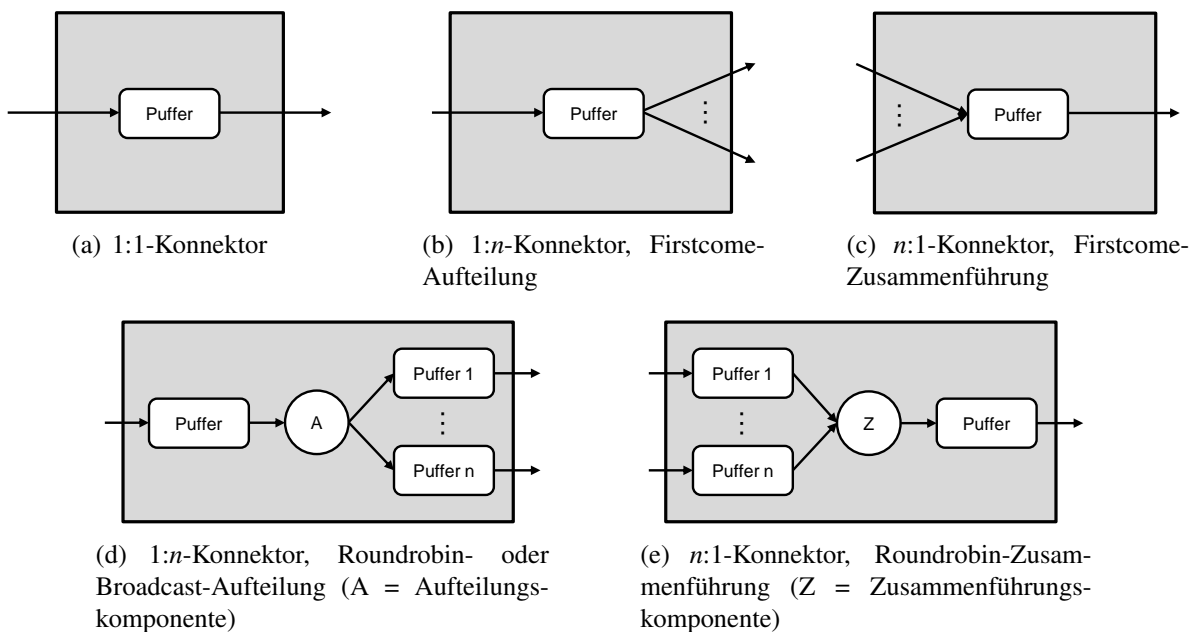 Puffer
Puffer
⋮
⋮
Puffer
(a) 1:1-Konnektor
(b) 1:n-Konnektor, Firstcome-
Aufteilung
(c) n:1-Konnektor, Firstcome-
Zusammenführung
Puffer
A
Puffer 1
⋮
Puffer n
Puffer 1
⋮
Puffer n
Z
Puffer
(d) 1:n-Konnektor, Roundrobin- oder
Broadcast-Aufteilung (A = Aufteilungs-
komponente)
(e) n:1-Konnektor, Roundrobin-Zusam-
menführung (Z = Zusammenführungs-
komponente)